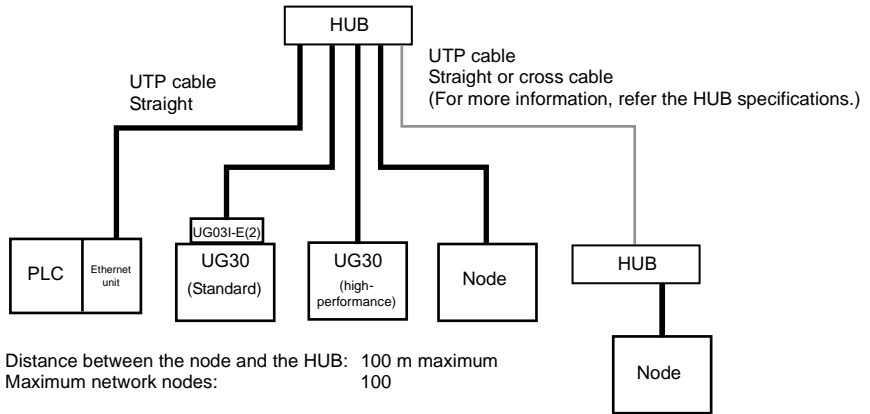 HUB
UTP cable
Straight
UTP cable
Straight or cross cable
(For more information, refer the HUB specifications.)
PLC
Ethernet
unit
UG03I-E(2)
UG30
(Standard)
UG30
(high-
performance)
Node
HUB
Node
Distance between the node and the HUB: 100 m maximum
Maximum network nodes: 100